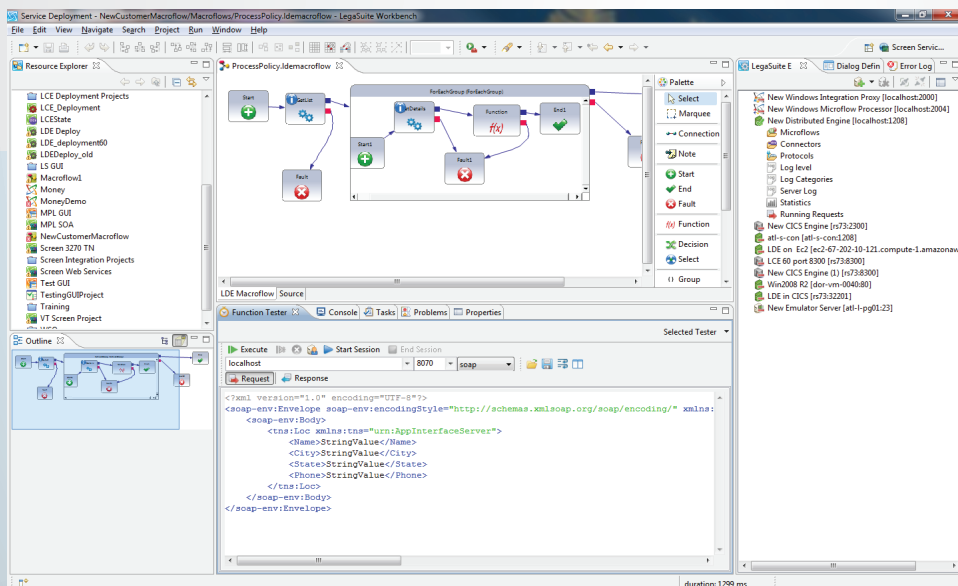 Service Deployment - NewCustomerMacroflow/Macroflows/ProcessPolicy.ldemacroflow - LegaSuite Workbench
File Edit View Navigate Search Project Run Window Help
Screen Servic...
Resource Explorer
LCE Deployment Projects
LCE_Deployment
LCEState
LDE Deploy
LDE_deployment60
LDEDeploy_old
LS GUI
Macroflow1
Money
MoneyDemo
MPL GUI
MPL SOA
NewCustomerMacroflow
Screen 3270 TN
Screen Integration Projects
Screen Web Services
Test GUI
TestingGUIProject
Training
VT Screen Project
Outline
ProcessPolicy.ldemacroflow
Start
GetList
ForEachGroup (ForEachGroup)
Function
f(x)
End1
Start1
Fault
Fault1
LDE Macroflow Source
Palette
Select
Marquee
Connection
Note
Start
End
Fault
f(x) Function
Decision
Select
Group
Function Tester Console Tasks Problems Properties
Selected Tester
Execute Start Session End Session
localhost 8070 soap
Request Response
<?xml version="1.0" encoding="UTF-8"?>
<soap-env:Envelope soap-env:encodingStyle="http://schemas.xmlsoap.org/soap/encoding/" xmlns:
<soap-env:Body>
<tns:Loc xmlns:tns="urn:AppInterfaceServer">
<Name>StringValue</Name>
<City>StringValue</City>
<State>StringValue</State>
<Phone>StringValue</Phone>
</tns:Loc>
</soap-env:Body>
</soap-env:Envelope>
LegaSuite E Dialog Defin Error Log
New Windows Integration Proxy [localhost:2000]
New Windows Microflow Processor [localhost:2004]
New Distributed Engine [localhost:1208]
Microflows
Connectors
Protocols
Log level
Log Categories
Server Log
Statistics
Running Requests
New CICS Engine [rs73:2300]
atl-s-con [atl-s-con:1208]
LDE on Ec2 [ec2-67-202-10-121.compute-1.amazonaw
LCE 60 port 8300 [rs73:8300]
New CICS Engine (1) [rs73:8300]
Win2008 R2 [dor-vm-0040:80]
LDE in CICS [rs73:32201]
New Emulator Server [atl-l-pg01:23]
duration: 1299 ms